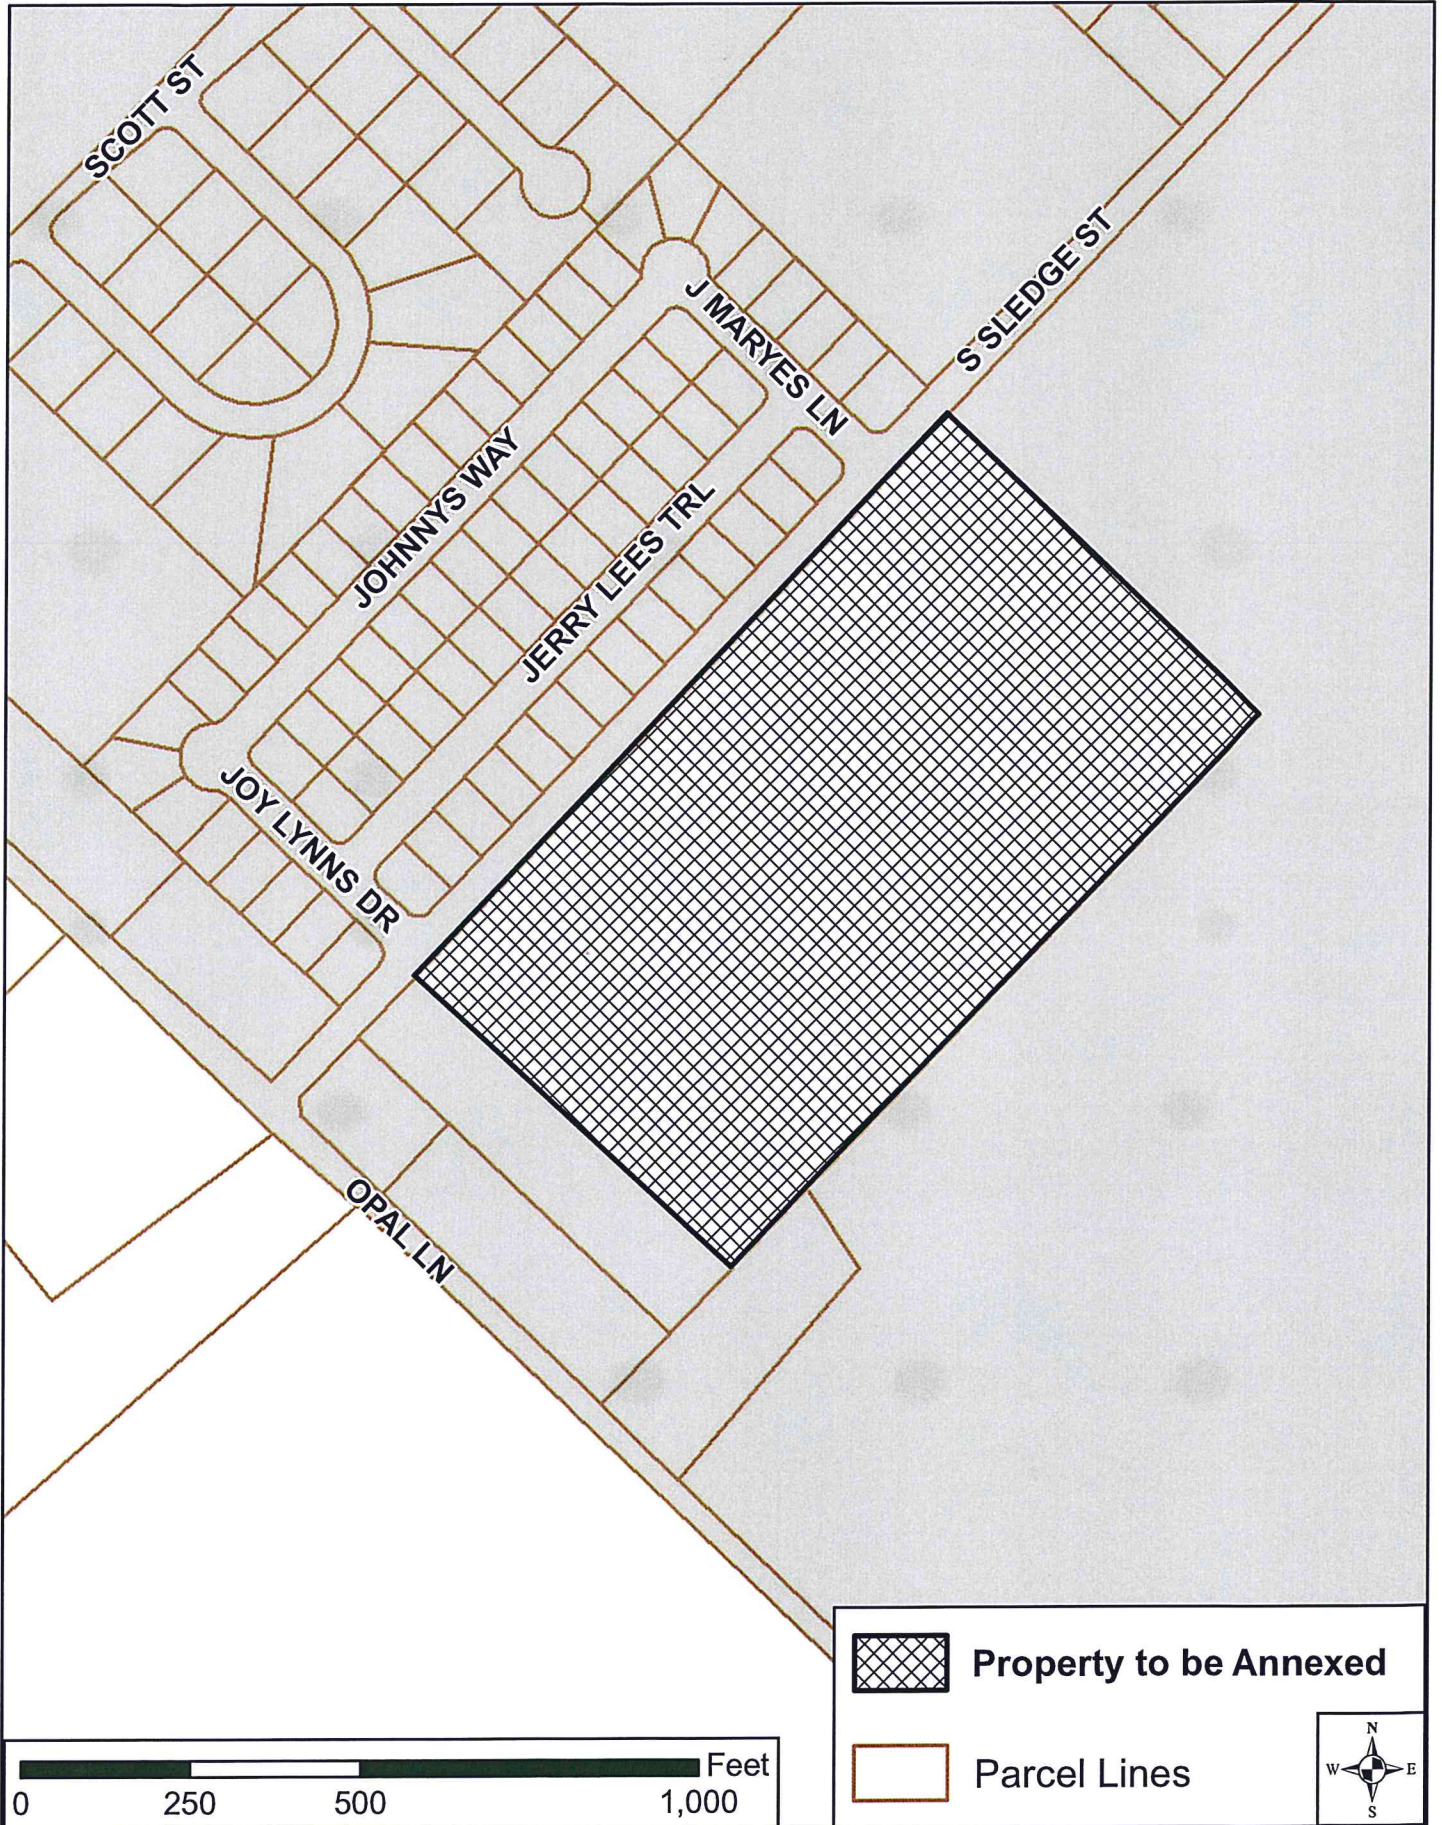 SCOTT ST
S SLEDGE ST
J MARYES LN
JOHNNYS WAY
JERRY LEES TRL
JOY LYNNS DR
OPAL LN
Property to be Annexed
Parcel Lines
N
W E
S
Feet
0 250 500 1,000